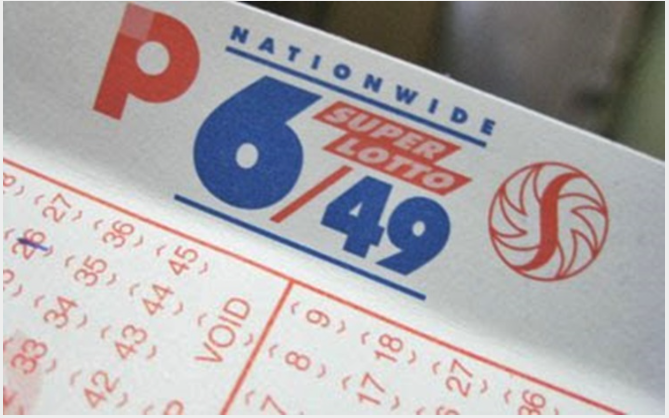 P
NATIONWIDE
6/49
SUPER
LOTTO
S
27 36 45
26 35 44
34 43 VOID
33 42
9 18 27 36
8 17
7